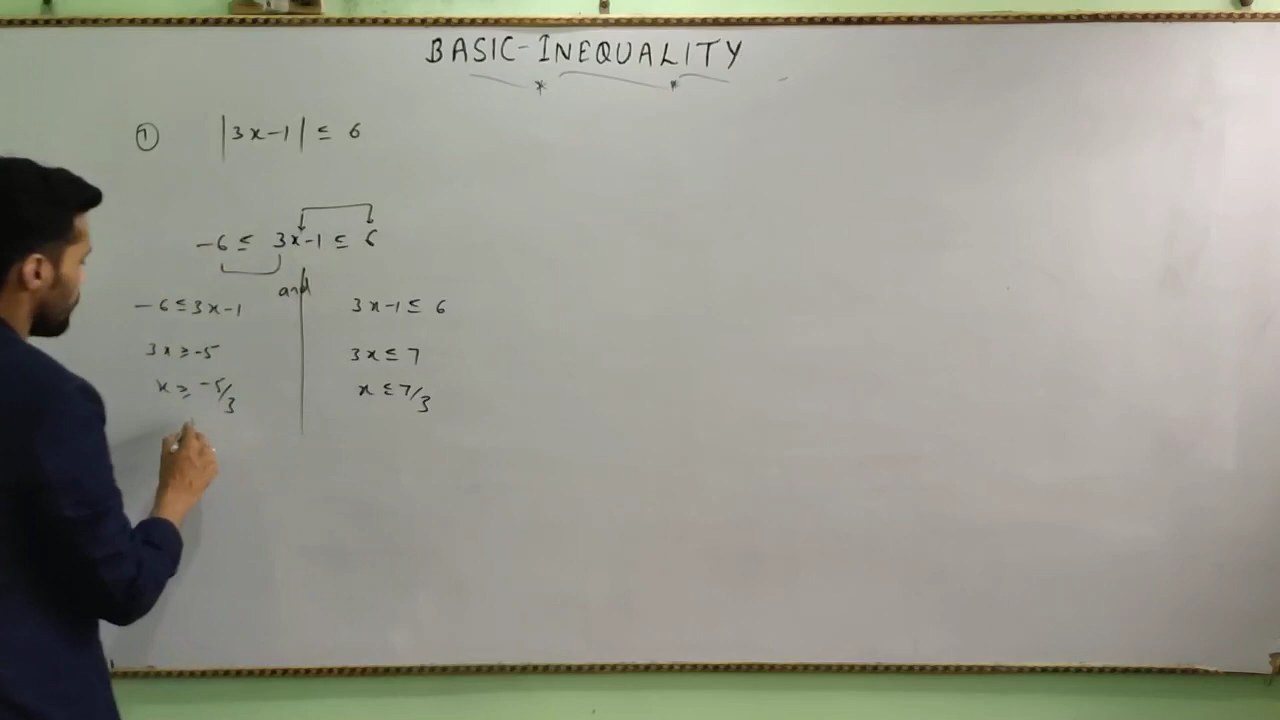 BASIC-INEQUALITY
① |3x-1| ≤ 6
-6 ≤ 3x-1 ≤ 6
and
-6 ≤ 3x-1
3x ≥ -5
x ≥ -5/3
3x-1 ≤ 6
3x ≤ 7
x ≤ 7/3